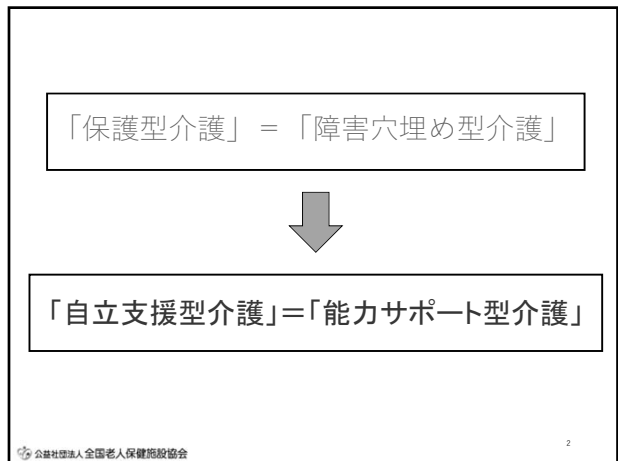 「保護型介護」＝「障害穴埋め型介護」
「自立支援型介護」＝「能力サポート型介護」
公益社団法人 全国老人保健施設協会
2